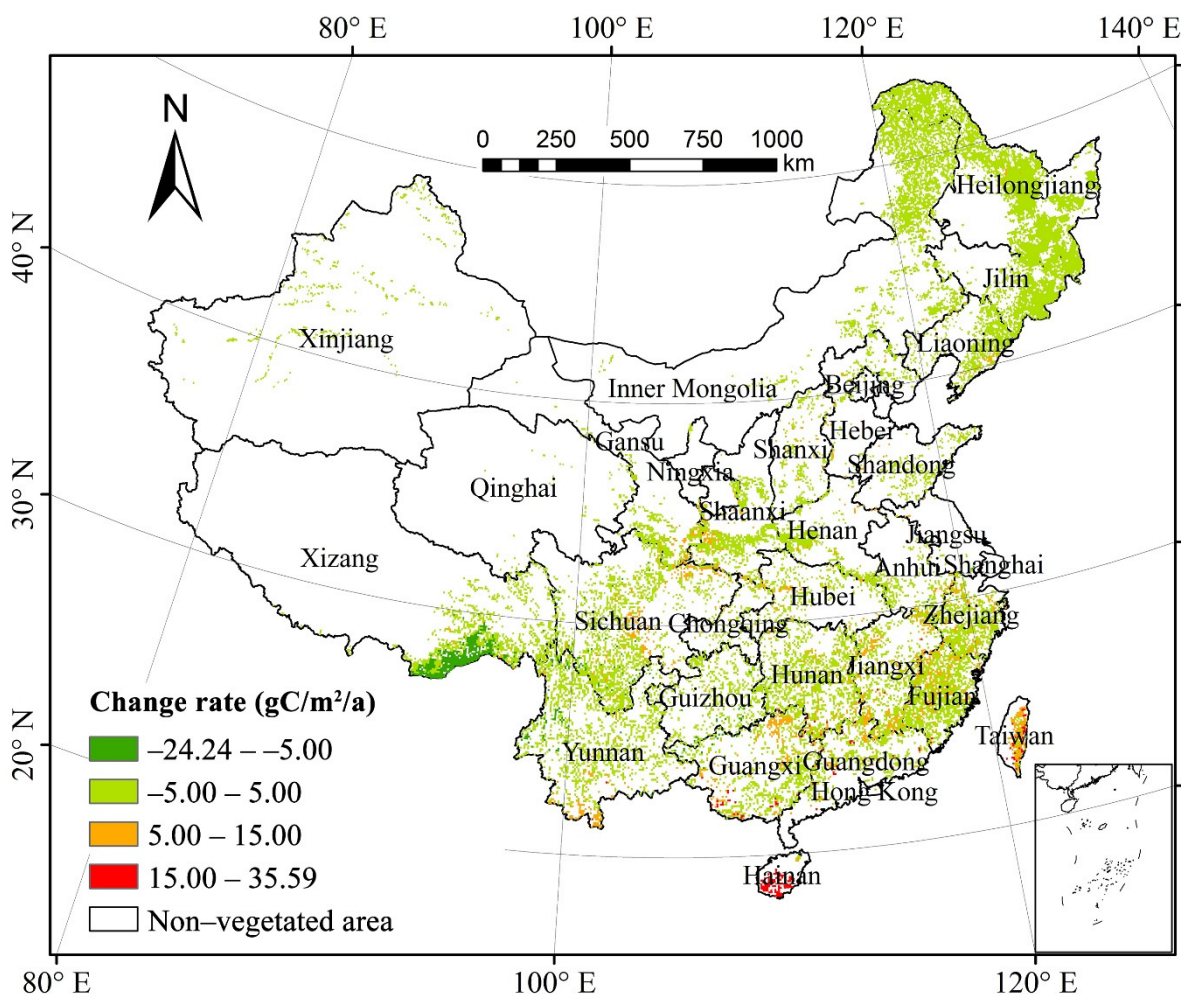 80° E 100° E 120° E 140° E
N
0 250 500 750 1000
km
Heilongjiang
40° N
Jilin
Xinjiang
Liaoning
Inner Mongolia
Beijing
Hebei
Gansu
Shanxi
Ningxia
Shandong
Qinghai
30° N
Shaanxi
Henan
Jiangsu
Xizang
Anhui
Shanghai
Hubei
Sichuan
Chongqing
Zhejiang
Hunan
Jiangxi
Guizhou
Fujian
Change rate (gC/m²/a)
20° N
Taiwan
–24.24 – –5.00
Yunnan
Guangxi
Guangdong
–5.00 – 5.00
Hong Kong
5.00 – 15.00
15.00 – 35.59
Hainan
Non–vegetated area
80° E 100° E 120° E